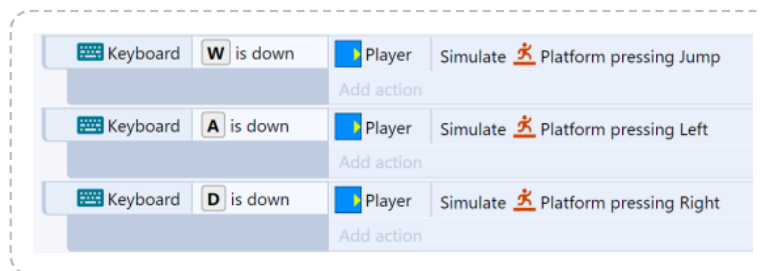 Keyboard W is down Player Simulate Platform pressing Jump
Add action
Keyboard A is down Player Simulate Platform pressing Left
Add action
Keyboard D is down Player Simulate Platform pressing Right
Add action